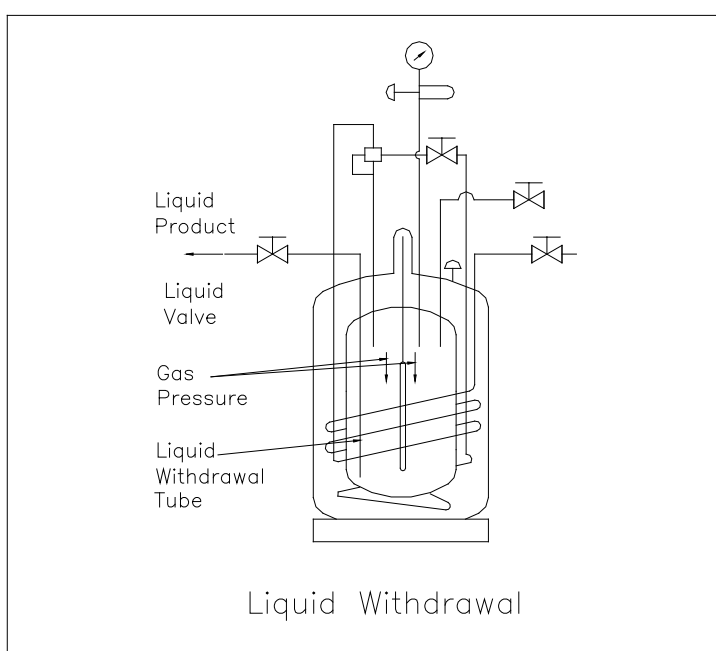 Liquid
Product
Liquid
Valve
Gas
Pressure
Liquid
Withdrawal
Tube
Liquid Withdrawal